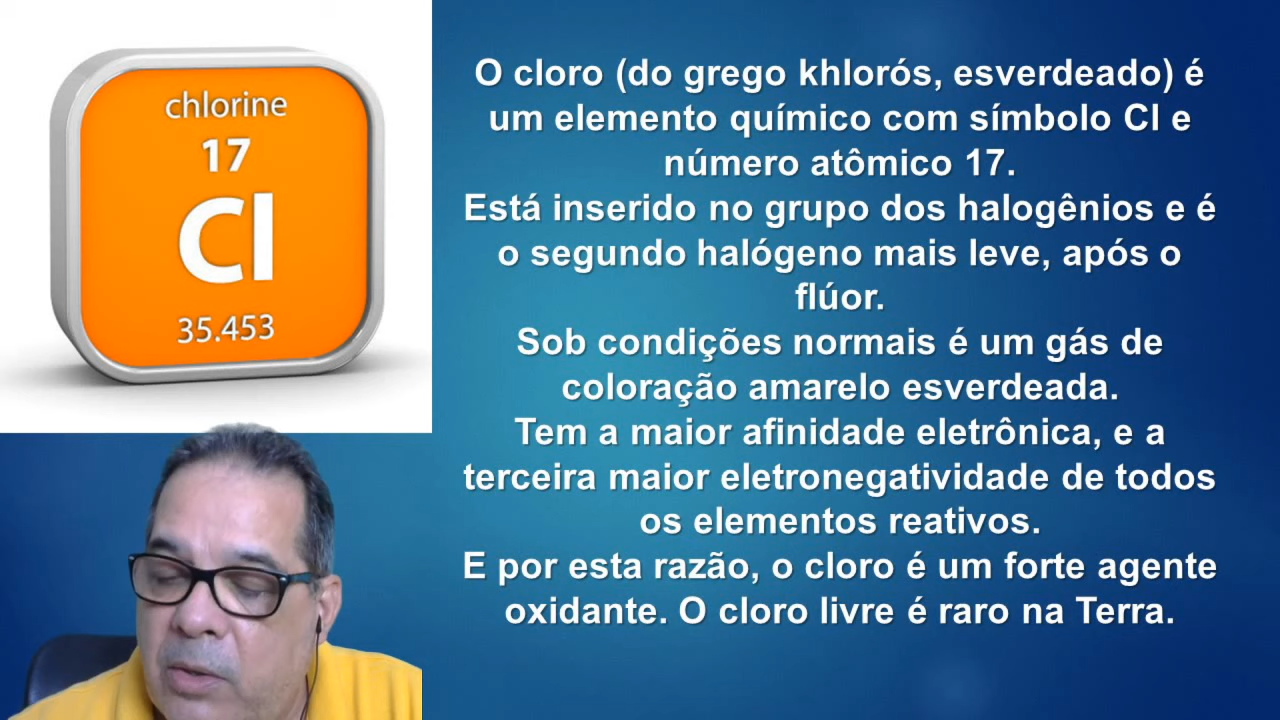 chlorine
17
Cl
35.453
O cloro (do grego khlorós, esverdeado) é
um elemento químico com símbolo Cl e
número atômico 17.
Está inserido no grupo dos halogênios e é
o segundo halógeno mais leve, após o
flúor.
Sob condições normais é um gás de
coloração amarelo esverdeada.
Tem a maior afinidade eletrônica, e a
terceira maior eletronegatividade de todos
os elementos reativos.
E por esta razão, o cloro é um forte agente
oxidante. O cloro livre é raro na Terra.